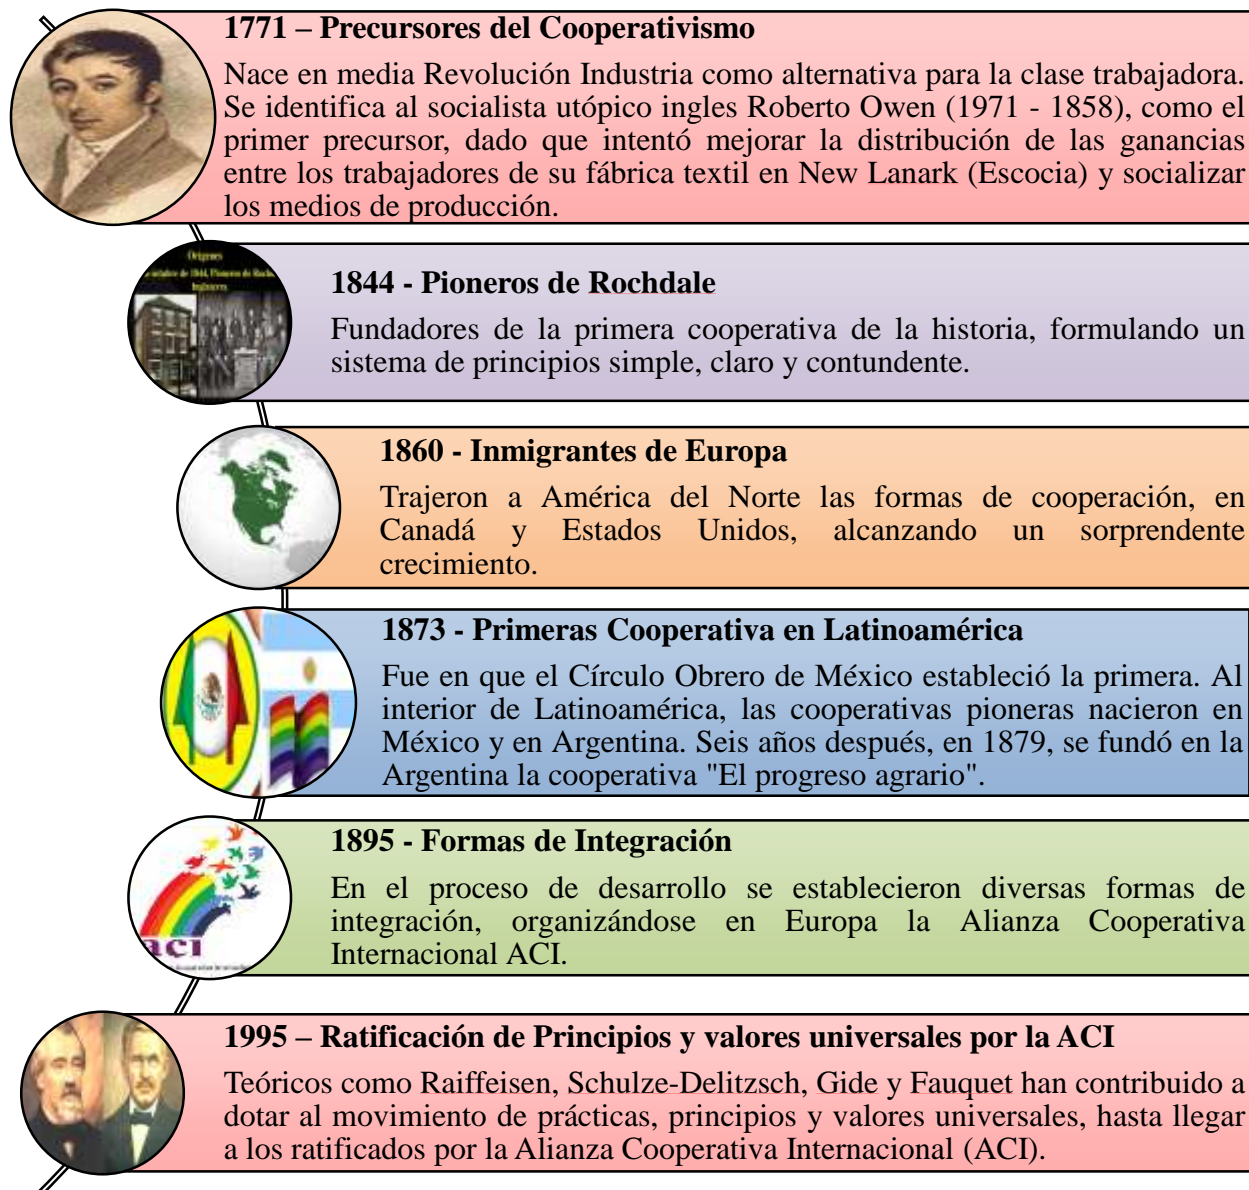 1771 – Precursores del Cooperativismo
Nace en media Revolución Industria como alternativa para la clase trabajadora.
Se identifica al socialista utópico ingles Roberto Owen (1971 - 1858), como el
primer precursor, dado que intentó mejorar la distribución de las ganancias
entre los trabajadores de su fábrica textil en New Lanark (Escocia) y socializar
los medios de producción.
Orígenes
de 1844, Pioneros de
1844 - Pioneros de Rochdale
Fundadores de la primera cooperativa de la historia, formulando un
sistema de principios simple, claro y contundente.
1860 - Inmigrantes de Europa
Trajeron a América del Norte las formas de cooperación, en
Canadá y Estados Unidos, alcanzando un sorprendente
crecimiento.
1873 - Primeras Cooperativa en Latinoamérica
Fue en que el Círculo Obrero de México estableció la primera. Al
interior de Latinoamérica, las cooperativas pioneras nacieron en
México y en Argentina. Seis años después, en 1879, se fundó en la
Argentina la cooperativa "El progreso agrario".
1895 - Formas de Integración
En el proceso de desarrollo se establecieron diversas formas de
integración, organizándose en Europa la Alianza Cooperativa
Internacional ACI.
aci
1995 – Ratificación de Principios y valores universales por la ACI
Teóricos como Raiffeisen, Schulze-Delitzsch, Gide y Fauquet han contribuido a
dotar al movimiento de prácticas, principios y valores universales, hasta llegar
a los ratificados por la Alianza Cooperativa Internacional (ACI).